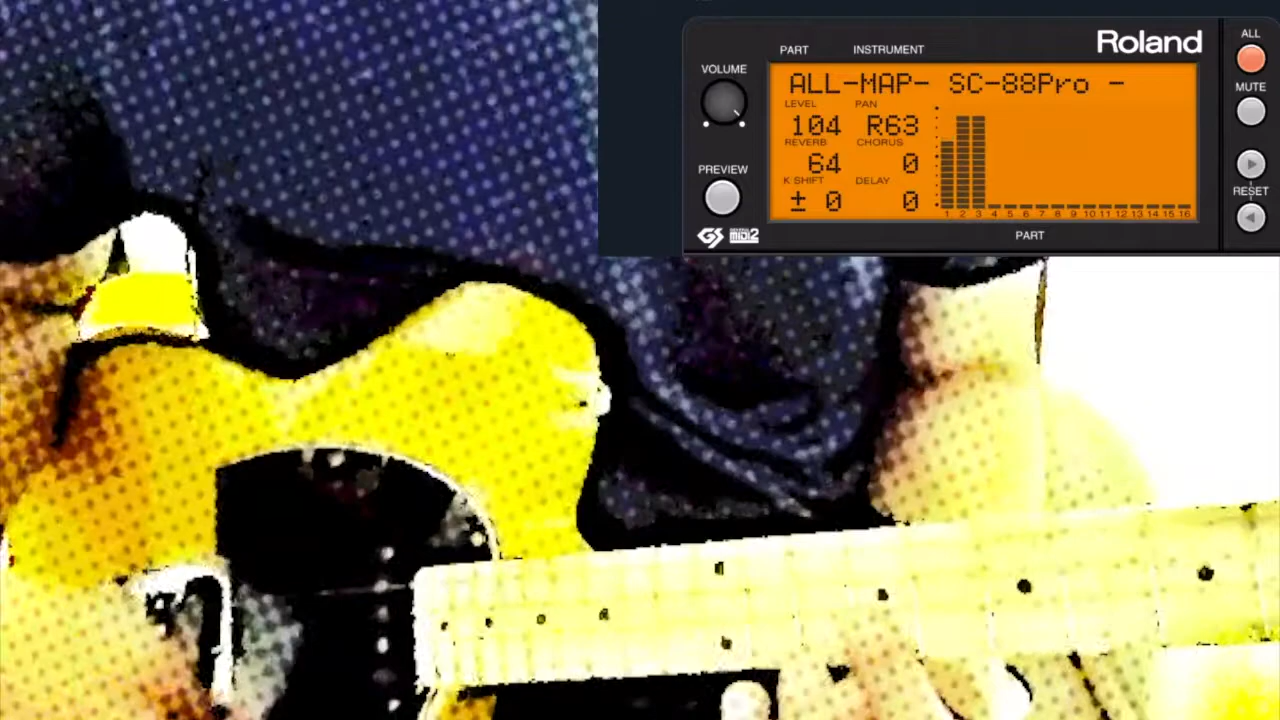 Roland
ALL
PART INSTRUMENT
VOLUME
ALL-MAP- SC-88Pro -
MUTE
LEVEL PAN
104 R63
REVERB CHORUS
64 0
PREVIEW
K SHIFT DELAY
± 0 0
RESET
1 2 3 4 5 6 7 8 9 10 11 12 13 14 15 16
GS MIDI2
PART